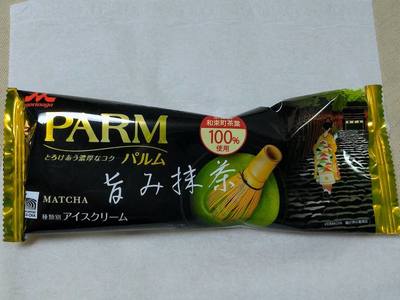 morinaga
PARM
とろけあう濃厚なコク パルム
和束町茶葉
100%
使用
旨み抹茶
MATCHA
種類別 アイスクリーム